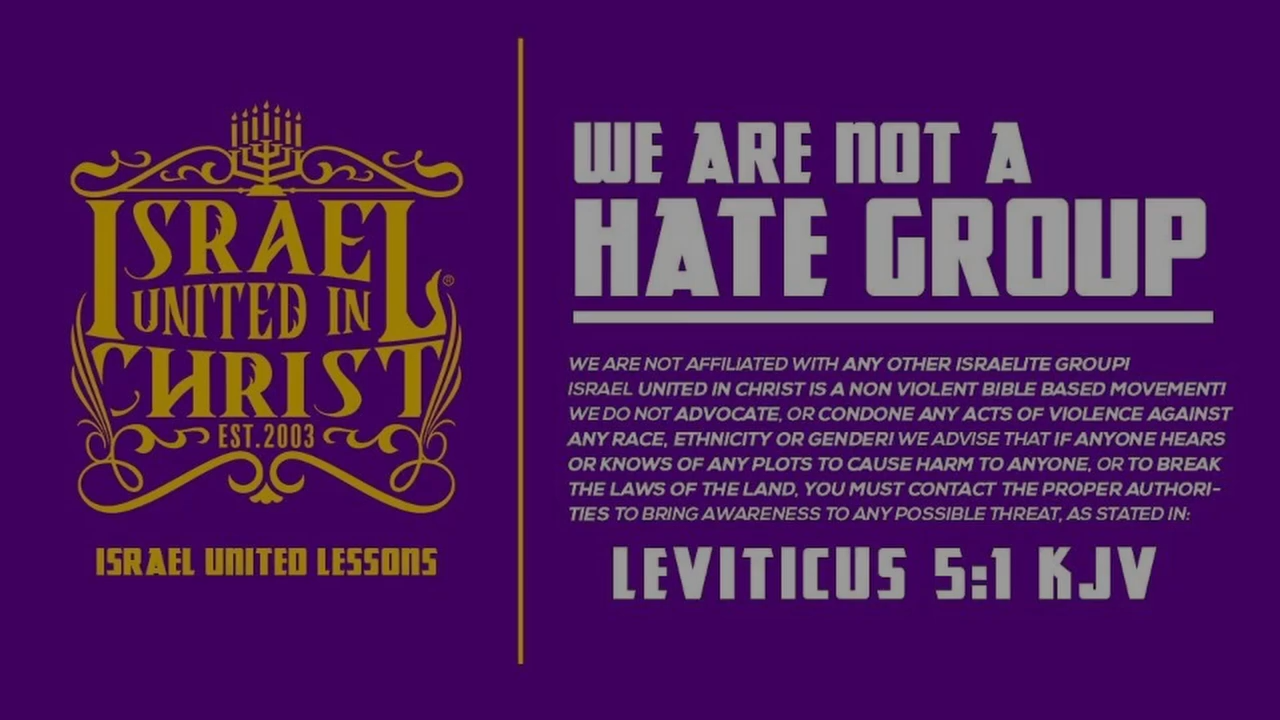 ISRAEL
UNITED IN
CHRIST
®
EST.2003
ISRAEL UNITED LESSONS
WE ARE NOT A
HATE GROUP
WE ARE NOT AFFILIATED WITH ANY OTHER ISRAELITE GROUP!
ISRAEL UNITED IN CHRIST IS A NON VIOLENT BIBLE BASED MOVEMENT!
WE DO NOT ADVOCATE, OR CONDONE ANY ACTS OF VIOLENCE AGAINST
ANY RACE, ETHNICITY OR GENDER! WE ADVISE THAT IF ANYONE HEARS
OR KNOWS OF ANY PLOTS TO CAUSE HARM TO ANYONE, OR TO BREAK
THE LAWS OF THE LAND, YOU MUST CONTACT THE PROPER AUTHORI-
TIES TO BRING AWARENESS TO ANY POSSIBLE THREAT, AS STATED IN:
LEVITICUS 5:1 KJV